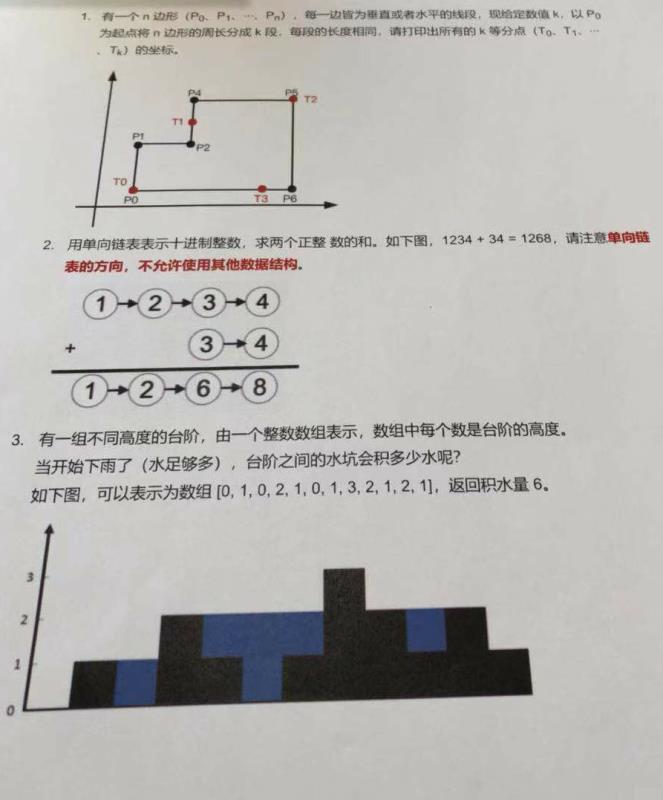 1. 有一个 n 边形（P₀、P₁、…、Pₙ），每一边皆为垂直或者水平的线段，现给定数值 k，以 P₀
为起点将 n 边形的周长分成 k 段，每段的长度相同，请打印出所有的 k 等分点（T₀、T₁、…
、Tₖ）的坐标。
P4 P5 T2
T1
P1 P2
T0
P0 T3 P6
2. 用单向链表表示十进制整数，求两个正整 数的和。如下图，1234 + 34 = 1268，请注意单向链
表的方向，不允许使用其他数据结构。
1 2 3 4
+ 3 4
1 2 6 8
3. 有一组不同高度的台阶，由一个整数数组表示，数组中每个数是台阶的高度。
当开始下雨了（水足够多），台阶之间的水坑会积多少水呢？
如下图，可以表示为数组 [0, 1, 0, 2, 1, 0, 1, 3, 2, 1, 2, 1]，返回积水量 6。
3
2
1
0